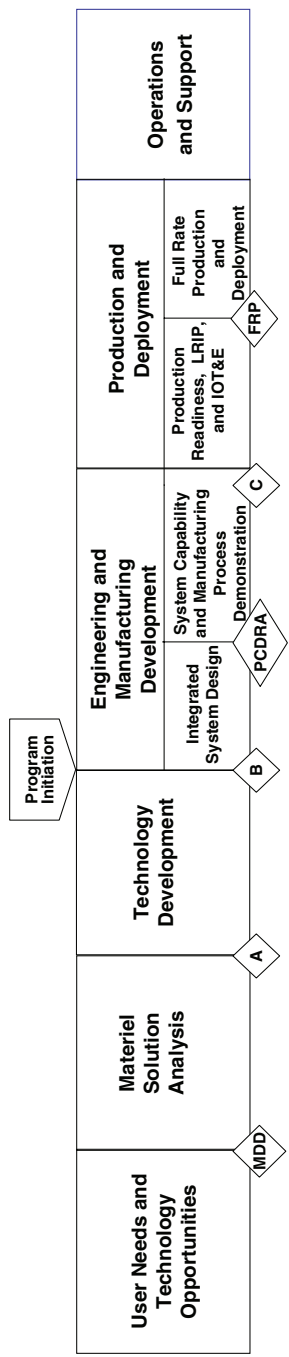 Program
Initiation
User Needs and
Technology
Opportunities
Materiel
Solution
Analysis
Technology
Development
Engineering and
Manufacturing
Development
Integrated
System Design
System Capability
and Manufacturing
Process
Demonstration
Production and
Deployment
Production
Readiness, LRIP,
and IOT&E
Full Rate
Production
and
Deployment
Operations
and Support
MDD
A
B
PCDRA
C
FRP